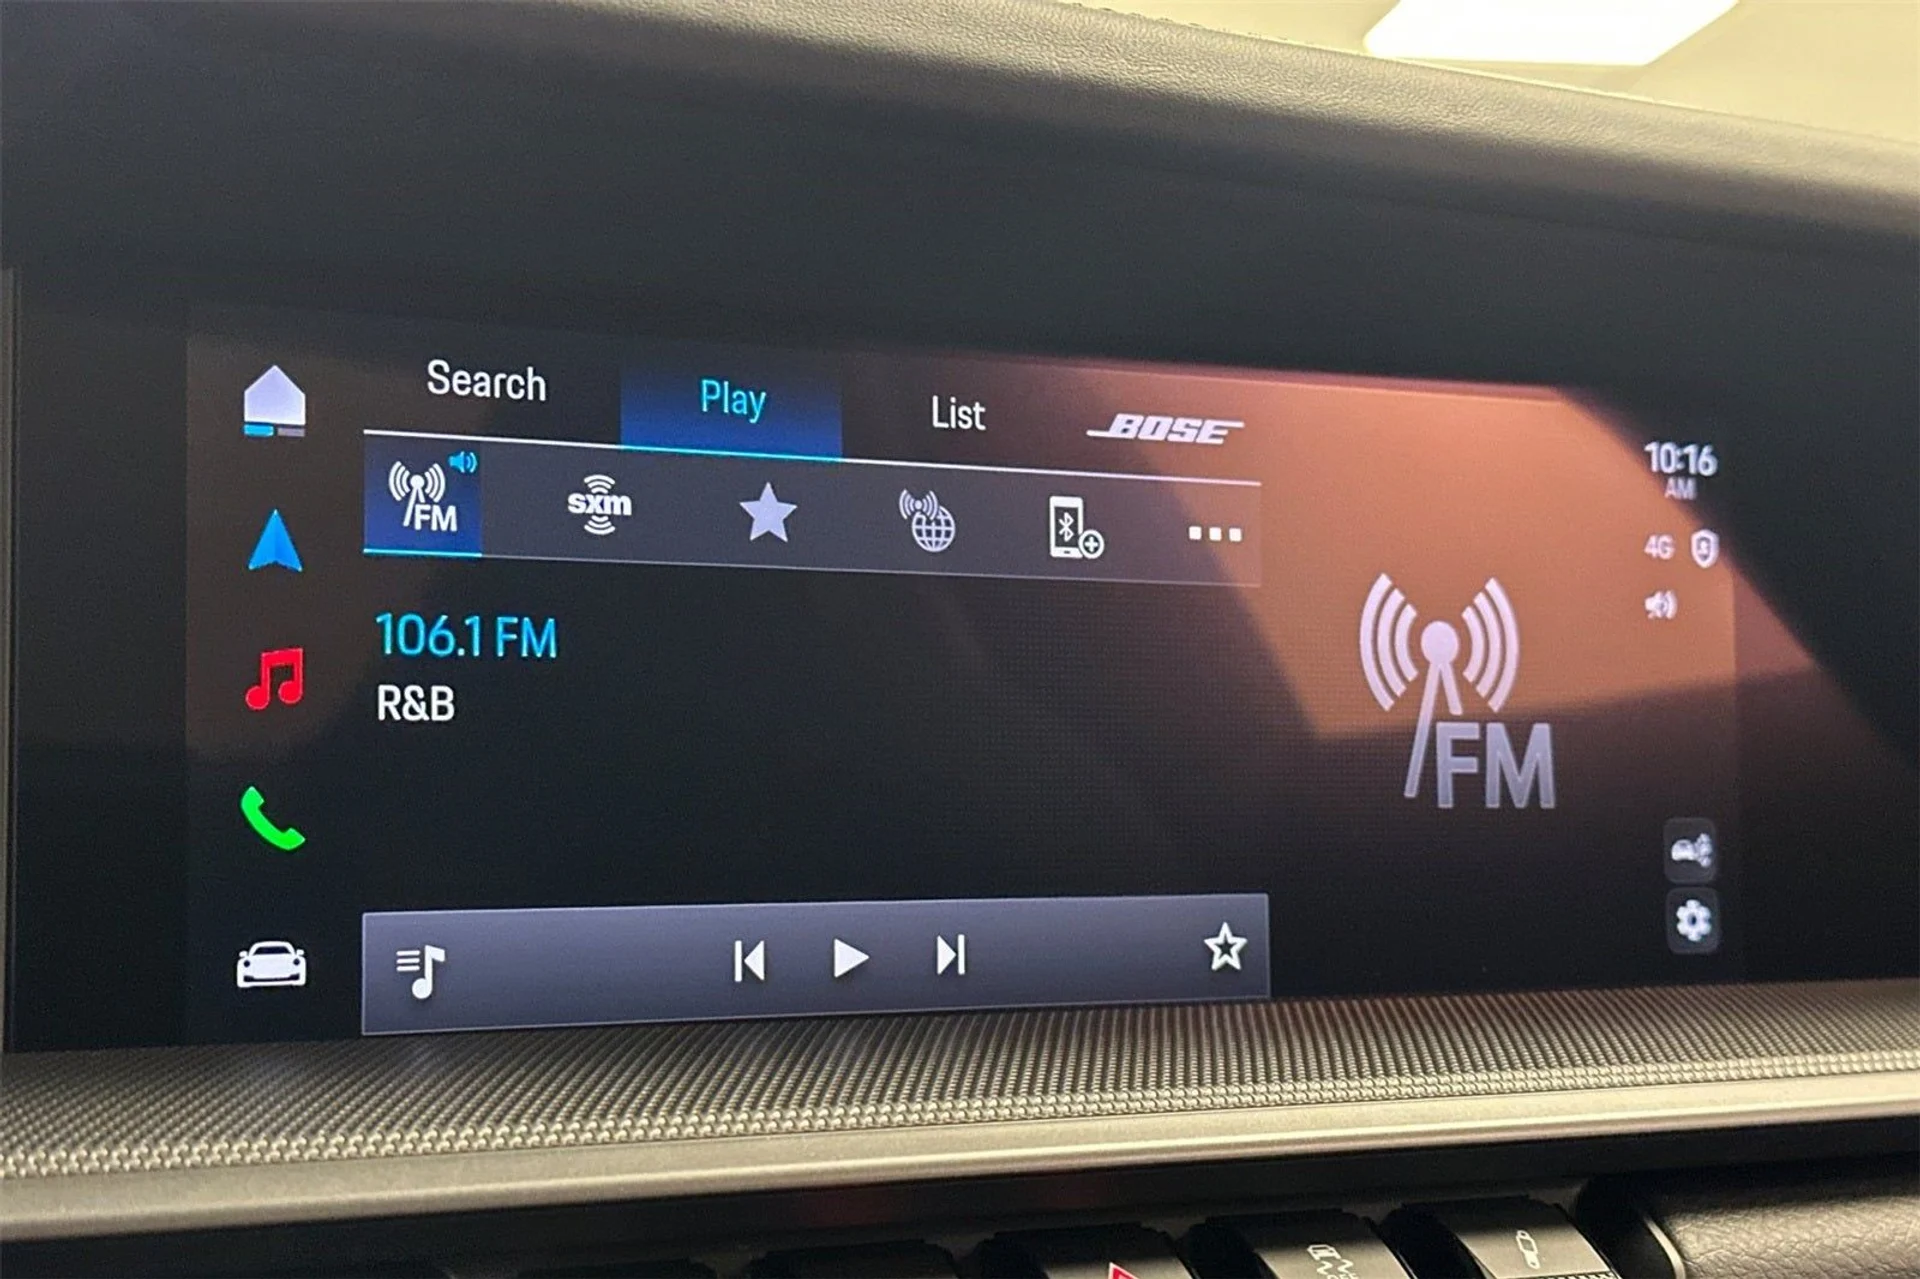 Search
Play
List
BOSE
10:16
AM
FM
sxm
4G
106.1 FM
R&B
FM